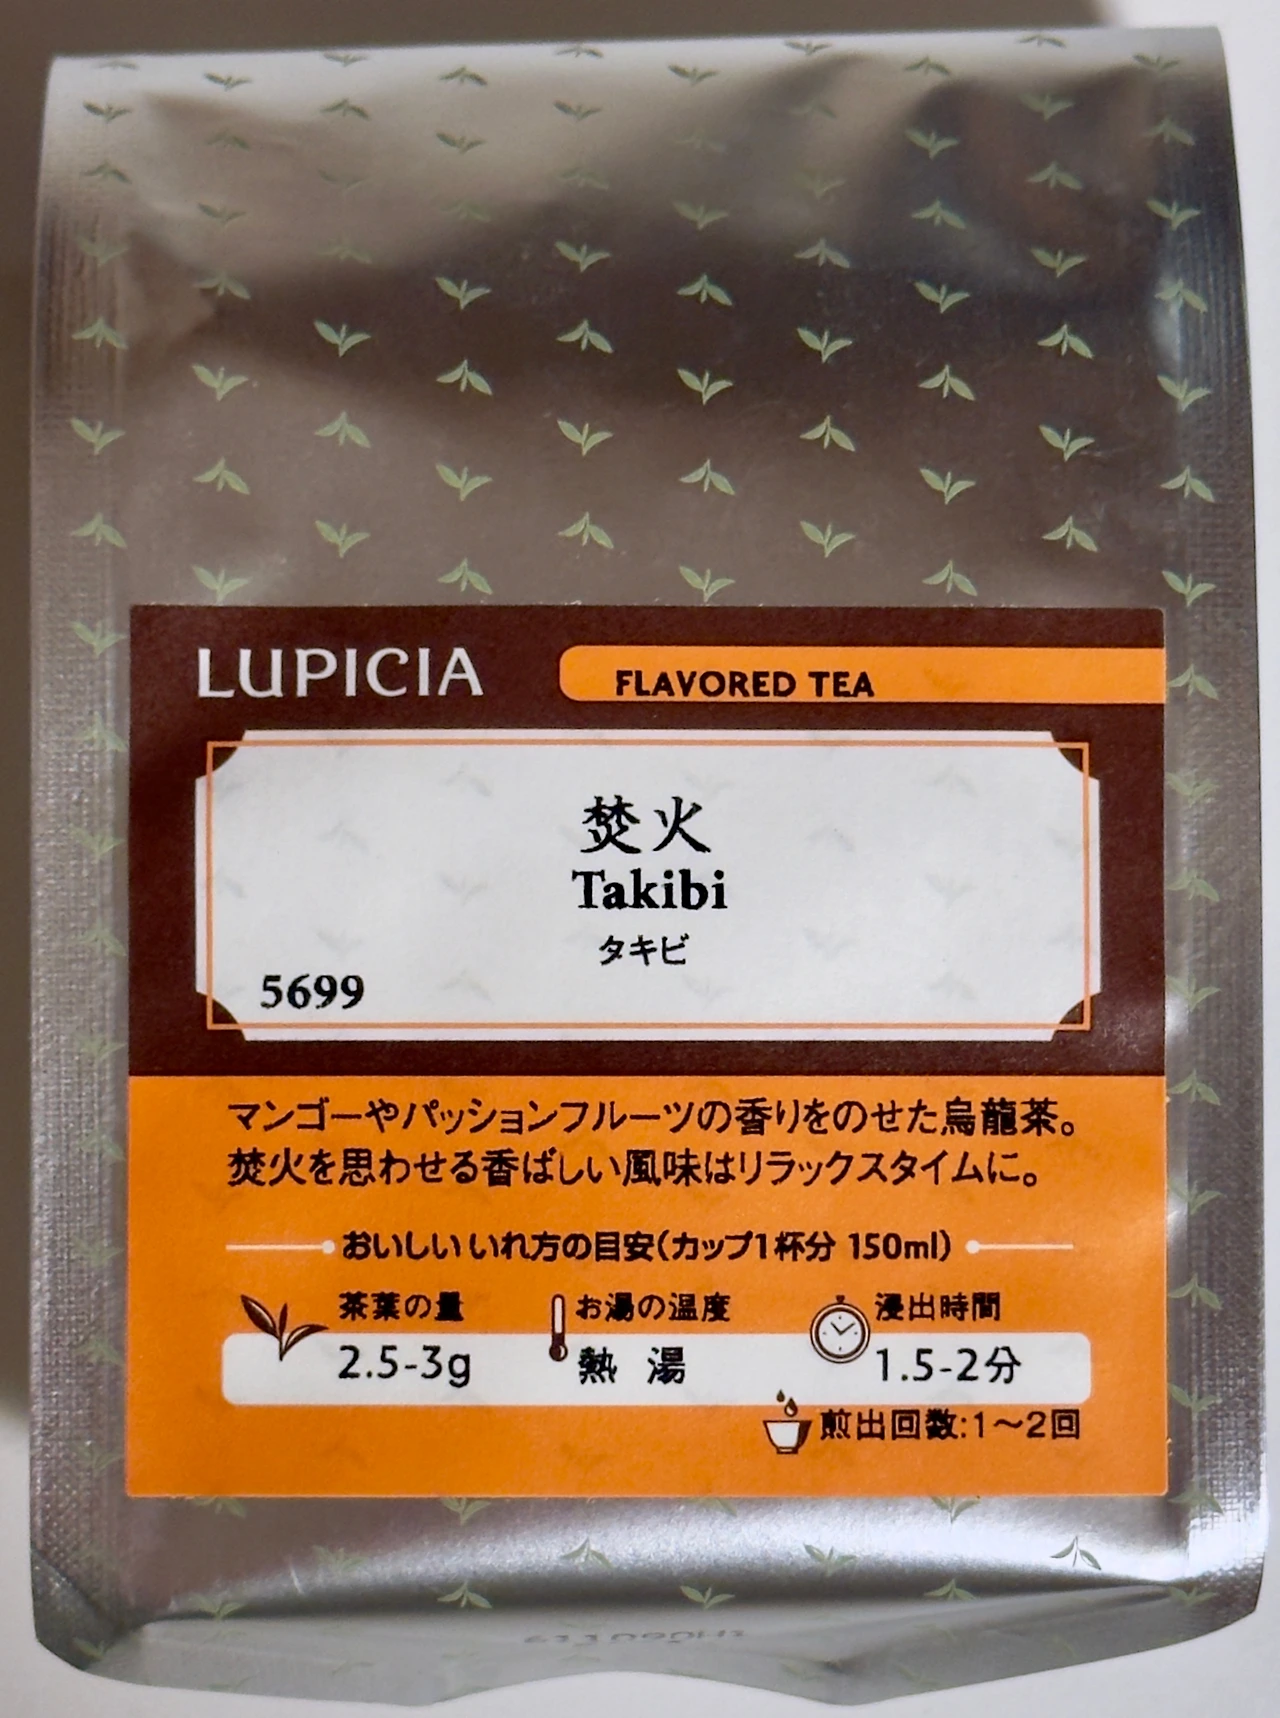 LUPICIA
FLAVORED TEA
焚火
Takibi
タキビ
5699
マンゴーやパッションフルーツの香りをのせた烏龍茶。
焚火を思わせる香ばしい風味はリラックスタイムに。
おいしいいれ方の目安(カップ1杯分 150ml)
茶葉の量
2.5-3g
お湯の温度
熱 湯
浸出時間
1.5-2分
煎出回数:1～2回